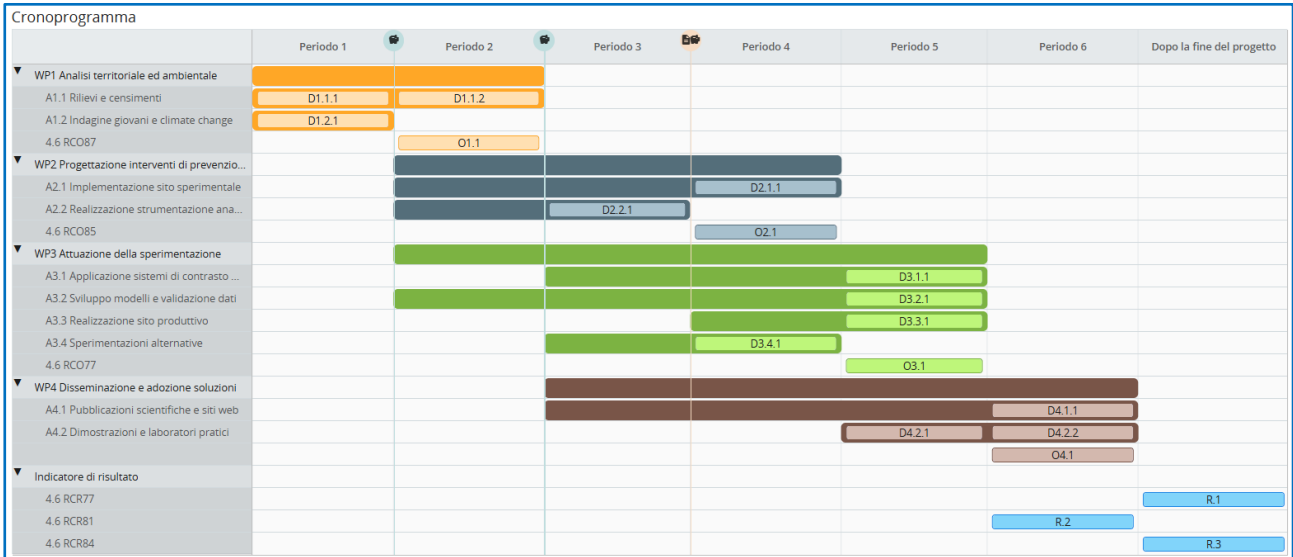 Cronoprogramma
Periodo 1 Periodo 2 Periodo 3 Periodo 4 Periodo 5 Periodo 6 Dopo la fine del progetto
WP1 Analisi territoriale ed ambientale
A1.1 Rilievi e censimenti D1.1.1 D1.1.2
A1.2 Indagine giovani e climate change D1.2.1
4.6 RCO87 O1.1
WP2 Progettazione interventi di prevenzio...
A2.1 Implementazione sito sperimentale D2.1.1
A2.2 Realizzazione strumentazione ana... D2.2.1
4.6 RCO85 O2.1
WP3 Attuazione della sperimentazione
A3.1 Applicazione sistemi di contrasto ... D3.1.1
A3.2 Sviluppo modelli e validazione dati D3.2.1
A3.3 Realizzazione sito produttivo D3.3.1
A3.4 Sperimentazioni alternative D3.4.1
4.6 RCO77 O3.1
WP4 Disseminazione e adozione soluzioni
A4.1 Pubblicazioni scientifiche e siti web D4.1.1
A4.2 Dimostrazioni e laboratori pratici D4.2.1 D4.2.2
O4.1
Indicatore di risultato
4.6 RCR77 R.1
4.6 RCR81 R.2
4.6 RCR84 R.3